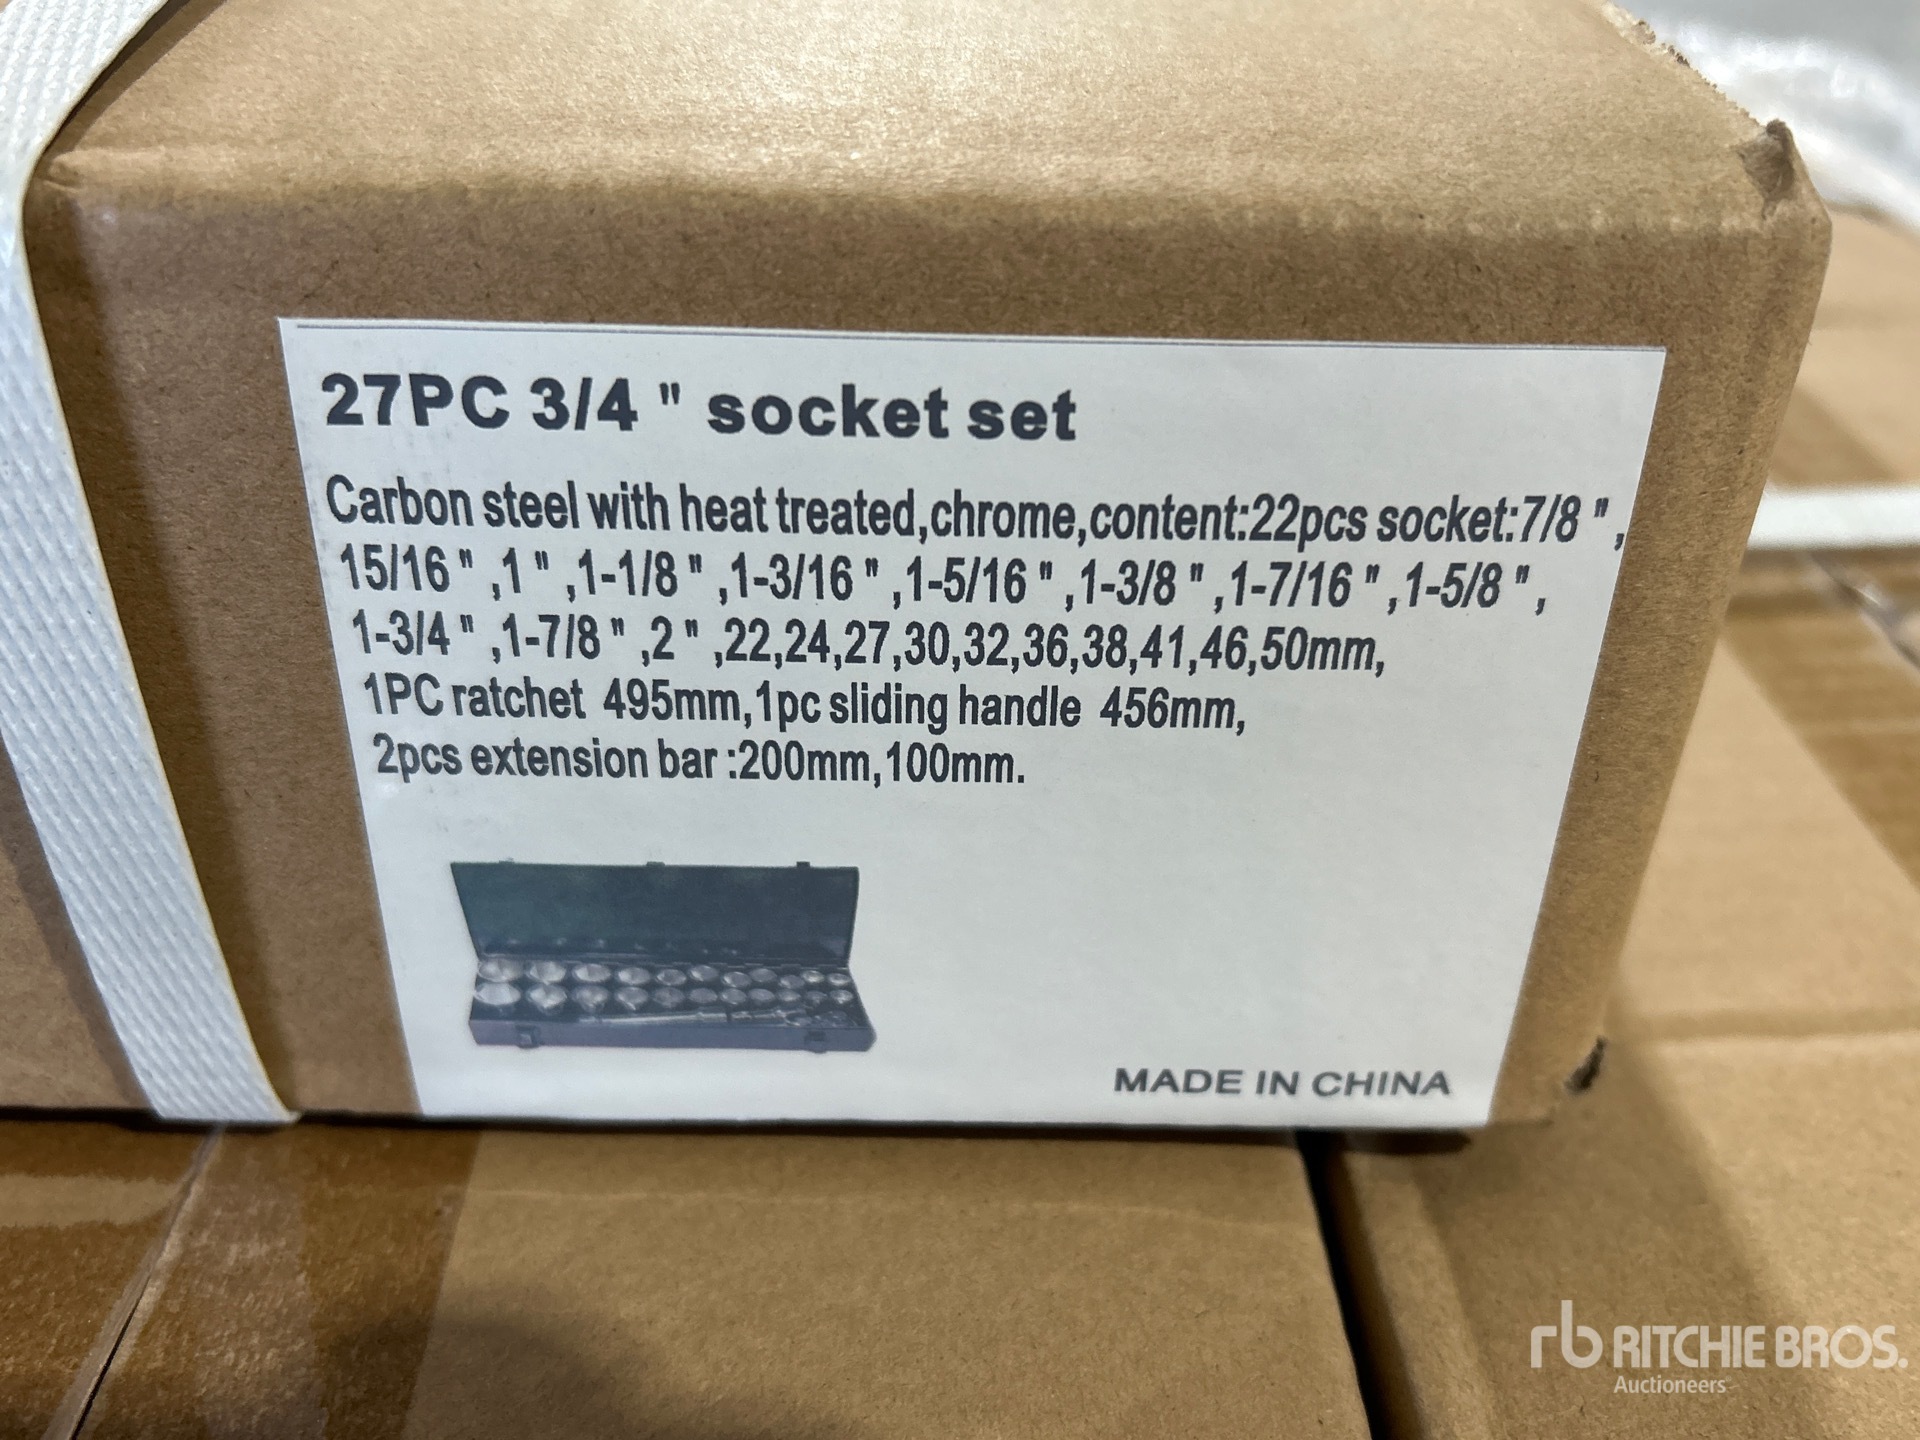 27PC 3/4 " socket set
Carbon steel with heat treated,chrome,content:22pcs socket:7/8 ",
15/16 ",1 ",1-1/8 ",1-3/16 ",1-5/16 ",1-3/8 ",1-7/16 ",1-5/8 ",
1-3/4 ",1-7/8 ",2 ",22,24,27,30,32,36,38,41,46,50mm,
1PC ratchet 495mm,1pc sliding handle 456mm,
2pcs extension bar :200mm,100mm.
MADE IN CHINA
rb RITCHIE BROS.
Auctioneers